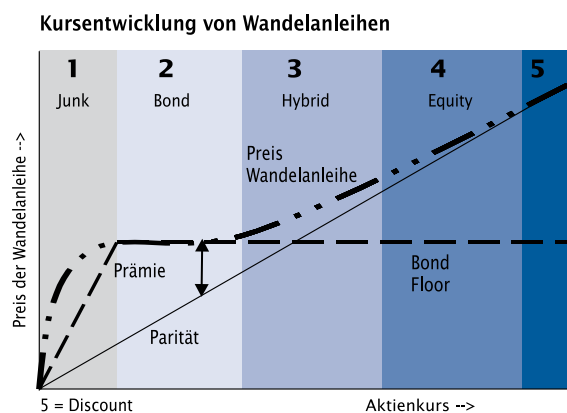 Kursentwicklung von Wandelanleihen
1 2 3 4 5
Junk Bond Hybrid Equity
Preis
Wandelanleihe
Prämie
Bond
Floor
Parität
Preis der Wandelanleihe -->
5 = Discount
Aktienkurs -->